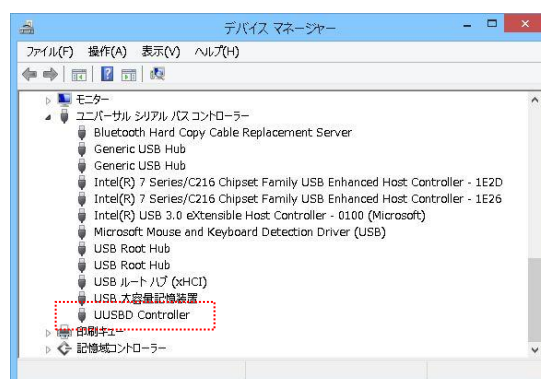 デバイス マネージャー
ファイル(F) 操作(A) 表示(V) ヘルプ(H)
モニター
ユニバーサル シリアル バス コントローラー
Bluetooth Hard Copy Cable Replacement Server
Generic USB Hub
Generic USB Hub
Intel(R) 7 Series/C216 Chipset Family USB Enhanced Host Controller - 1E2D
Intel(R) 7 Series/C216 Chipset Family USB Enhanced Host Controller - 1E26
Intel(R) USB 3.0 eXtensible Host Controller - 0100 (Microsoft)
Microsoft Mouse and Keyboard Detection Driver (USB)
USB Root Hub
USB Root Hub
USB ルート ハブ (xHCI)
USB 大容量記憶装置
UUSBD Controller
印刷キュー
記憶域コントローラー